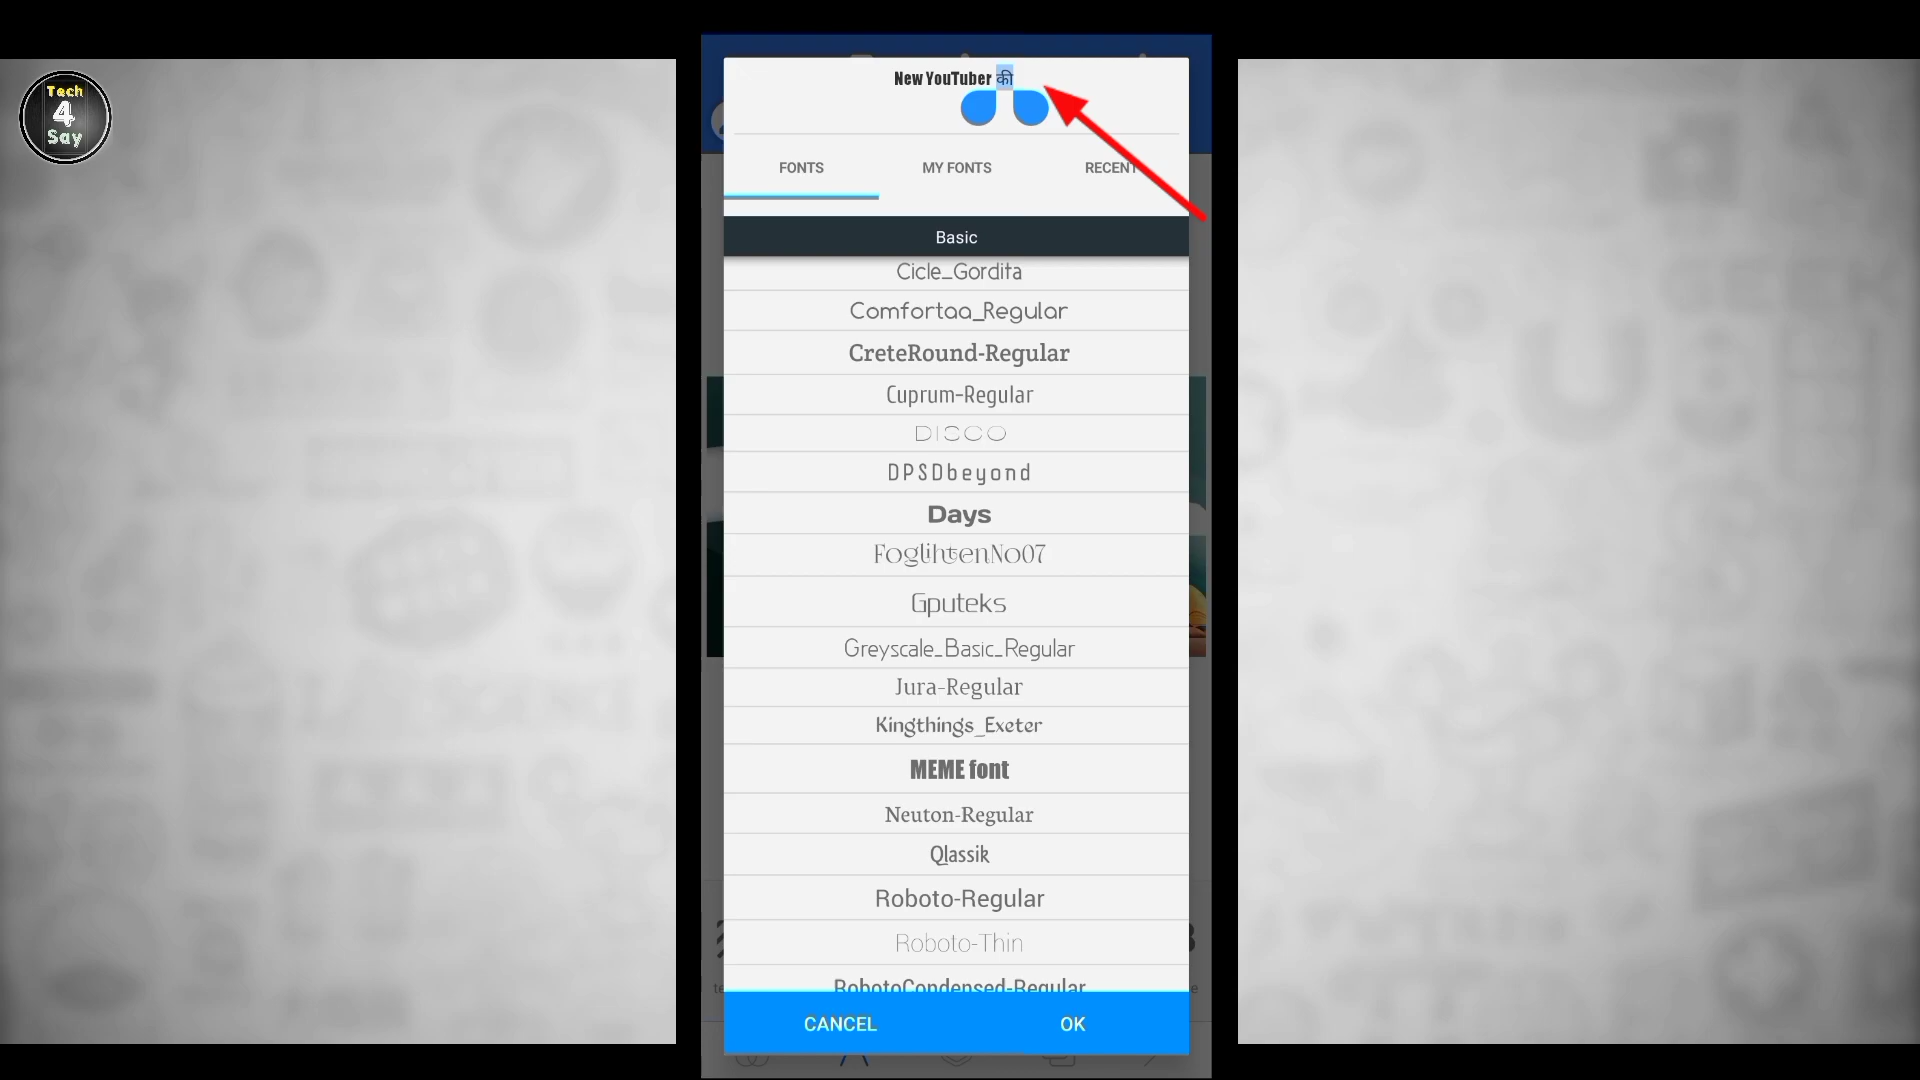 Tech
4
Say
New YouTuber की
FONTS
MY FONTS
RECENT
Basic
Cicle_Gordita
Comfortaa_Regular
CreteRound-Regular
Cuprum-Regular
DISCO
DPSDbeyond
Days
FoglihtenNo07
Gputeks
Greyscale_Basic_Regular
Jura-Regular
Kingthings_Exeter
MEME font
Neuton-Regular
Qlassik
Roboto-Regular
Roboto-Thin
RobotoCondensed-Regular
CANCEL
OK